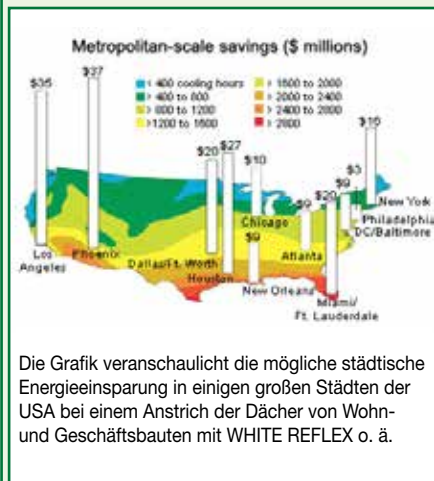 Metropolitan-scale savings ($ millions)
< 400 cooling hours
> 400 to 800
> 800 to 1200
>1200 to 1600
> 1600 to 2000
> 2000 to 2400
> 2400 to 2800
> 2800
$35
$37
$20
$27
$10
$9
$9
$20
$9
$3
$16
Los
Angeles
Phoenix
Dallas/Ft. Worth
Houston
Chicago
New Orleans
Atlanta
Miami/
Ft. Lauderdale
New York
Philadelphia
DC/Baltimore
Die Grafik veranschaulicht die mögliche städtische
Energieeinsparung in einigen großen Städten der
USA bei einem Anstrich der Dächer von Wohn-
und Geschäftsbauten mit WHITE REFLEX o. ä.